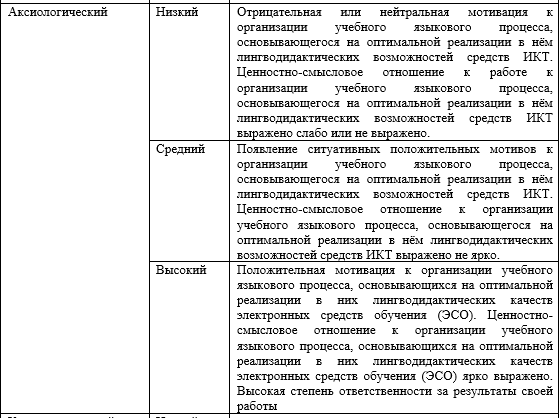 Аксиологический
Низкий
Отрицательная или нейтральная мотивация к
организации учебного языкового процесса,
основывающегося на оптимальной реализации в нём
лингводидактических возможностей средств ИКТ.
Ценностно-смысловое отношение к работе к
организации учебного языкового процесса,
основывающегося на оптимальной реализации в нём
лингводидактических возможностей средств ИКТ
выражено слабо или не выражено.
Средний
Появление ситуативных положительных мотивов к
организации учебного языкового процесса,
основывающегося на оптимальной реализации в нём
лингводидактических возможностей средств ИКТ.
Ценностно-смысловое отношение к организации
учебного языкового процесса, основывающегося на
оптимальной реализации в нём лингводидактических
возможностей средств ИКТ выражено не ярко.
Высокий
Положительная мотивация к организации учебного
языкового процесса, основывающихся на оптимальной
реализации в них лингводидактических качеств
электронных средств обучения (ЭСО). Ценностно-
смысловое отношение к организации учебного
языкового процесса, основывающихся на оптимальной
реализации в них лингводидактических качеств
электронных средств обучения (ЭСО) ярко выражено.
Высокая степень ответственности за результаты своей
работы